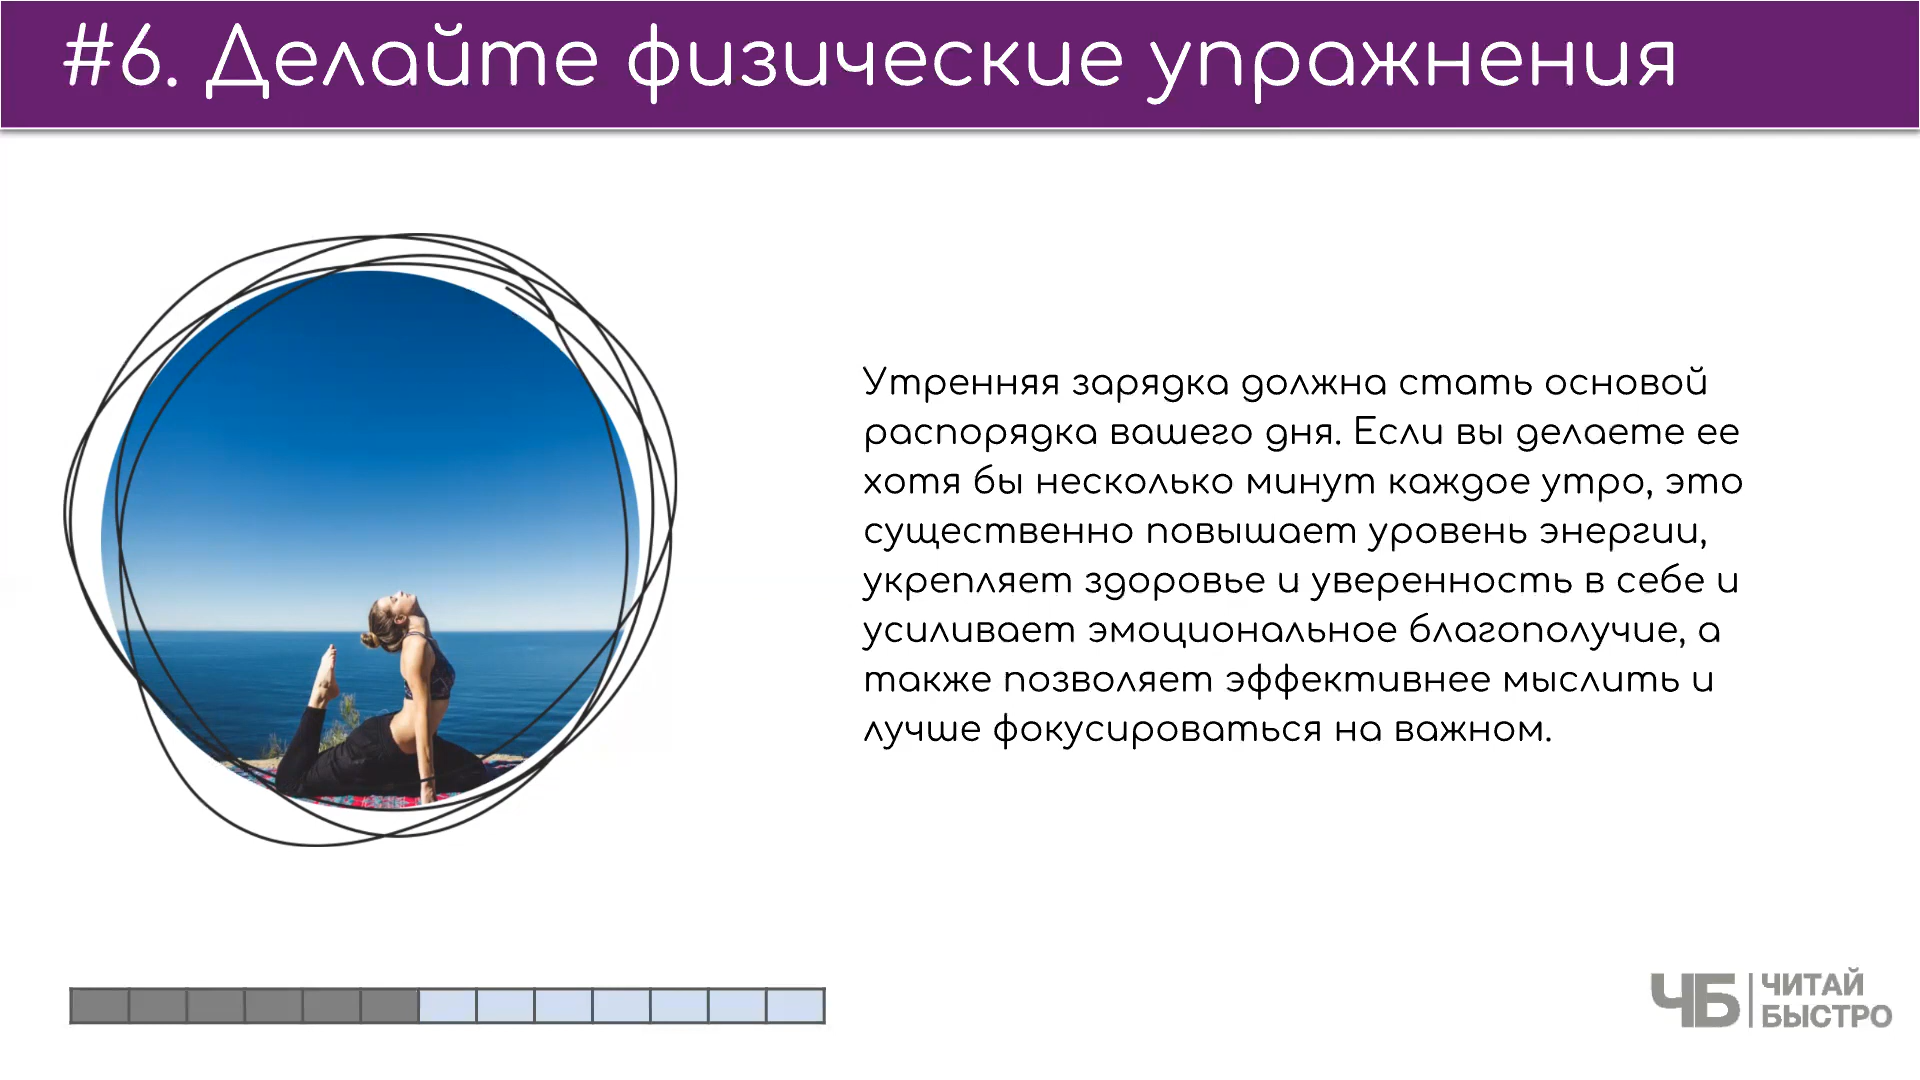 #6. Делайте физические упражнения
Утренняя зарядка должна стать основой
распорядка вашего дня. Если вы делаете ее
хотя бы несколько минут каждое утро, это
существенно повышает уровень энергии,
укрепляет здоровье и уверенность в себе и
усиливает эмоциональное благополучие, а
также позволяет эффективнее мыслить и
лучше фокусироваться на важном.
ЧБ
ЧИТАЙ
БЫСТРО